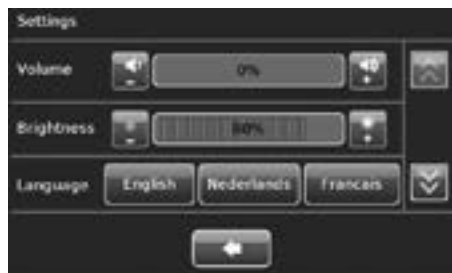 Settings
Volume 0%
Brightness 80%
Language English Nederlands Francais